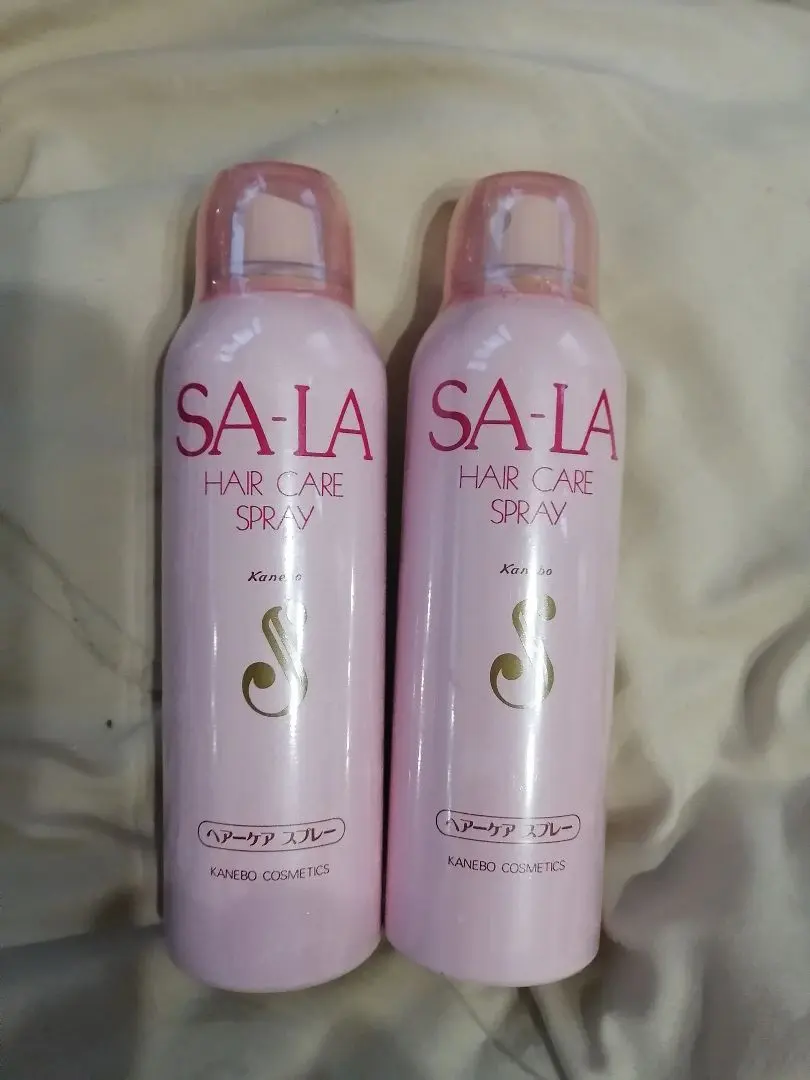 SA-LA
HAIR CARE
SPRAY
Kanebo
ヘアーケア スプレー
KANEBO COSMETICS
SA-LA
HAIR CARE
SPRAY
Kanebo
ヘアーケア スプレー
KANEBO COSMETICS